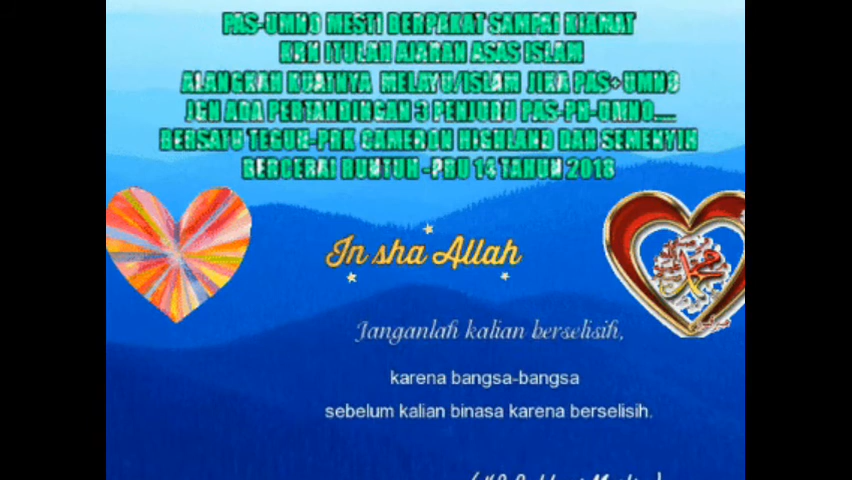 PAS-UMNO MESTI BERPAKAT SAMPAI KIAMAT
KRN ITULAH AJARAN ASAS ISLAM
ALANGKAH KUATNYA MELAYU/ISLAM JIKA PAS+UMNO
JGN ADA PERTANDINGAN 3 PENJURU PAS-PH-UMNO.....
BERSATU TEGUH-PRK CAMERON HIGHLAND DAN SEMENYIH
BERCERAI RUNTUH -PRU 14 TAHUN 2018
In sha Allah
محمد
Janganlah kalian berselisih,
karena bangsa-bangsa
sebelum kalian binasa karena berselisih.